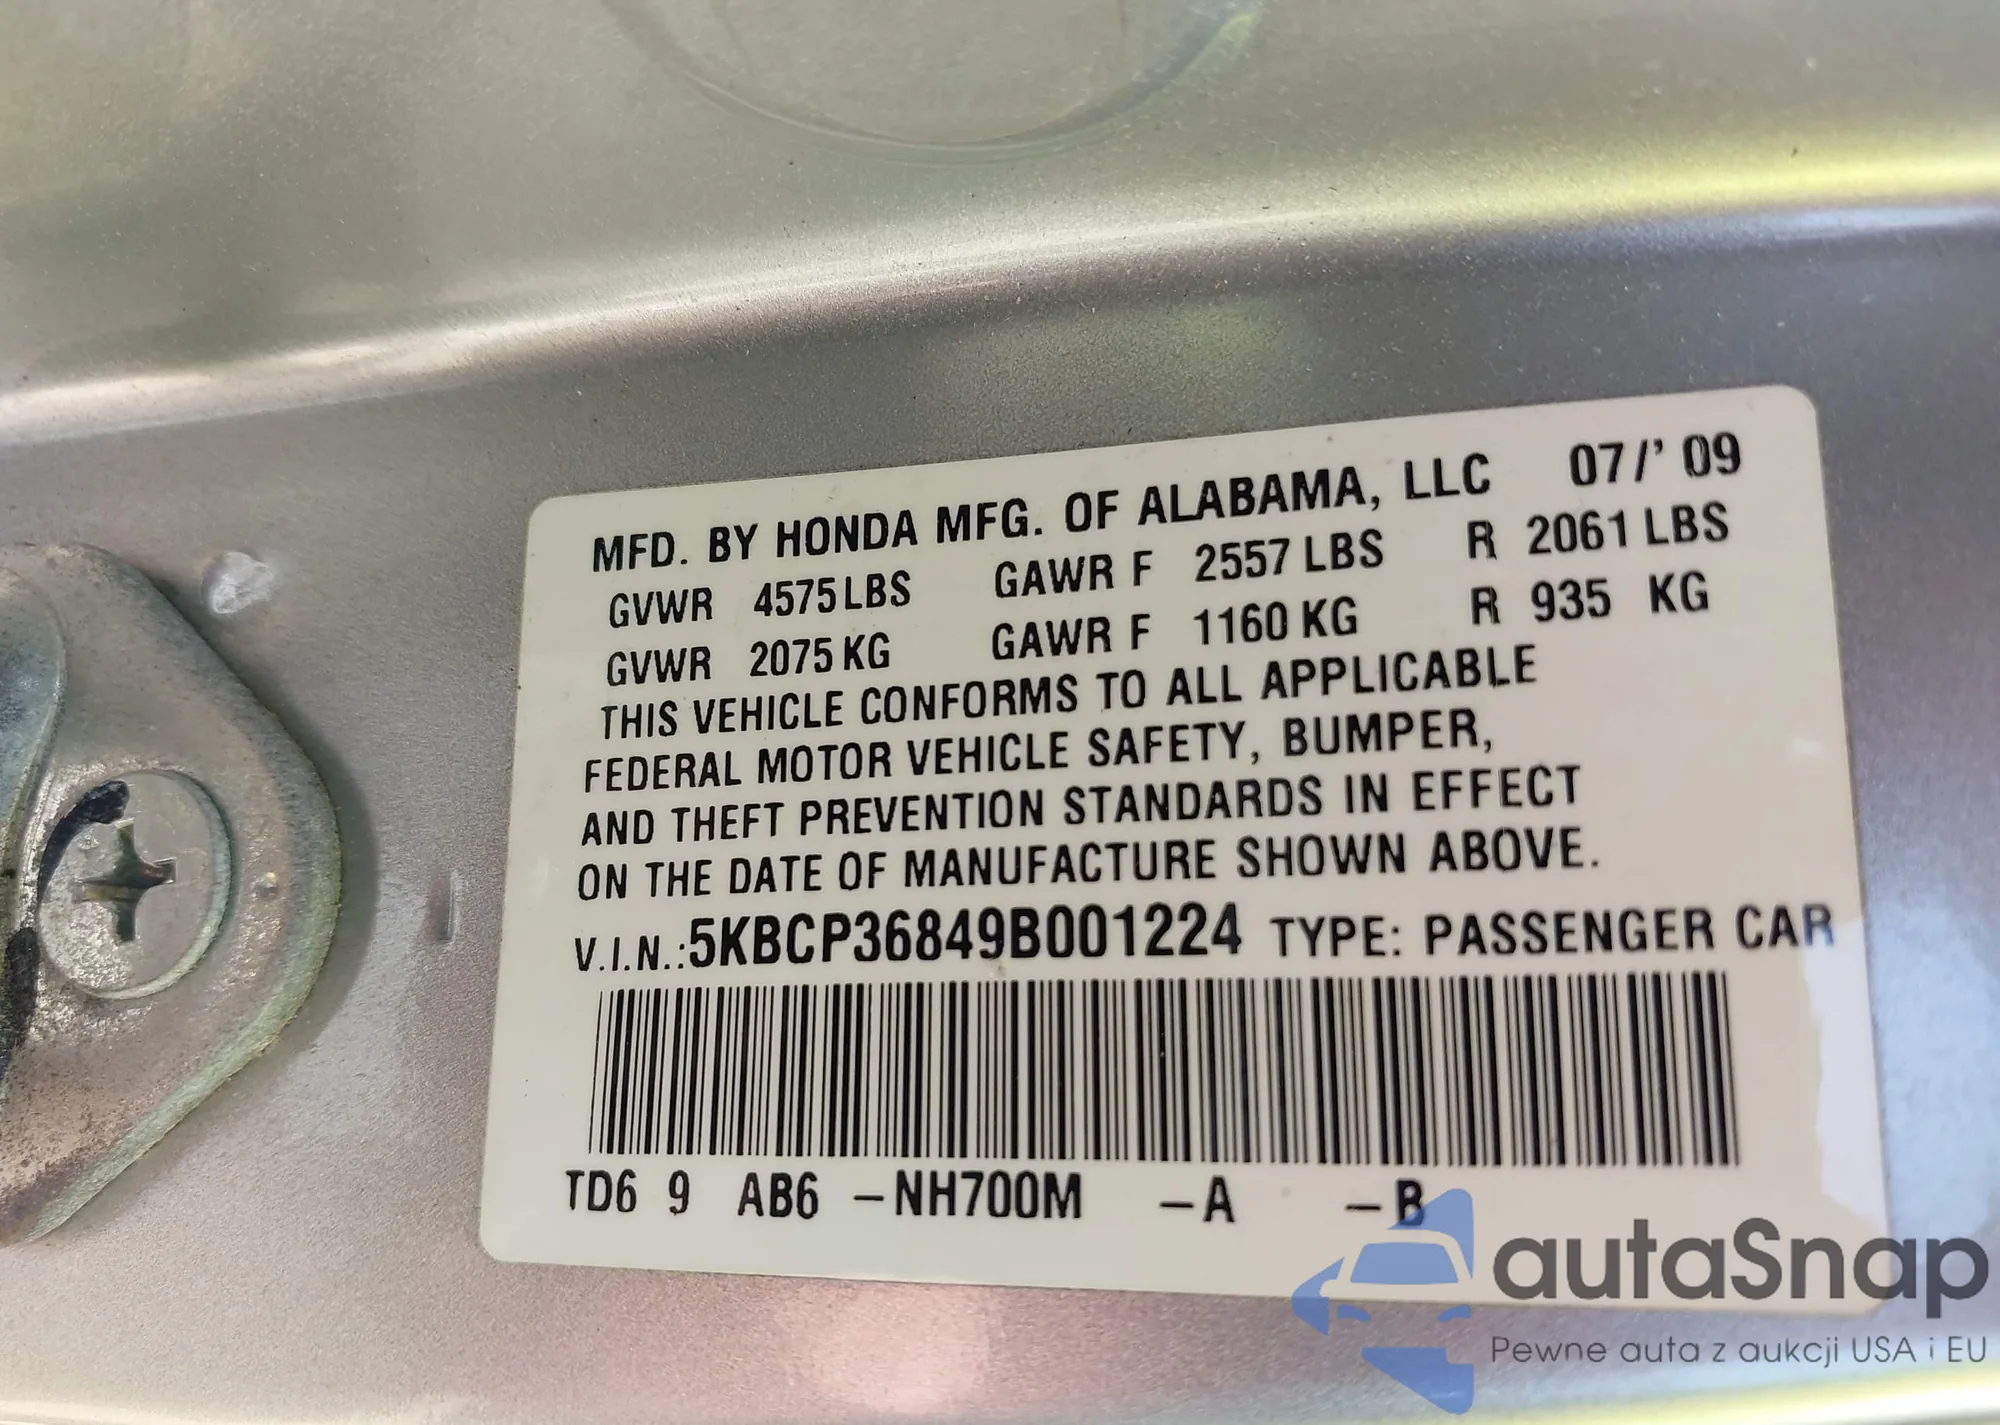 MFD. BY HONDA MFG. OF ALABAMA, LLC 07/' 09
GVWR 4575 LBS GAWR F 2557 LBS R 2061 LBS
GVWR 2075 KG GAWR F 1160 KG R 935 KG
THIS VEHICLE CONFORMS TO ALL APPLICABLE
FEDERAL MOTOR VEHICLE SAFETY, BUMPER,
AND THEFT PREVENTION STANDARDS IN EFFECT
ON THE DATE OF MANUFACTURE SHOWN ABOVE.
V.I.N.:5KBCP36849B001224 TYPE: PASSENGER CAR
TD6 9 AB6 –NH700M –A –B
autaSnap
Pewne auta z aukcji USA i EU